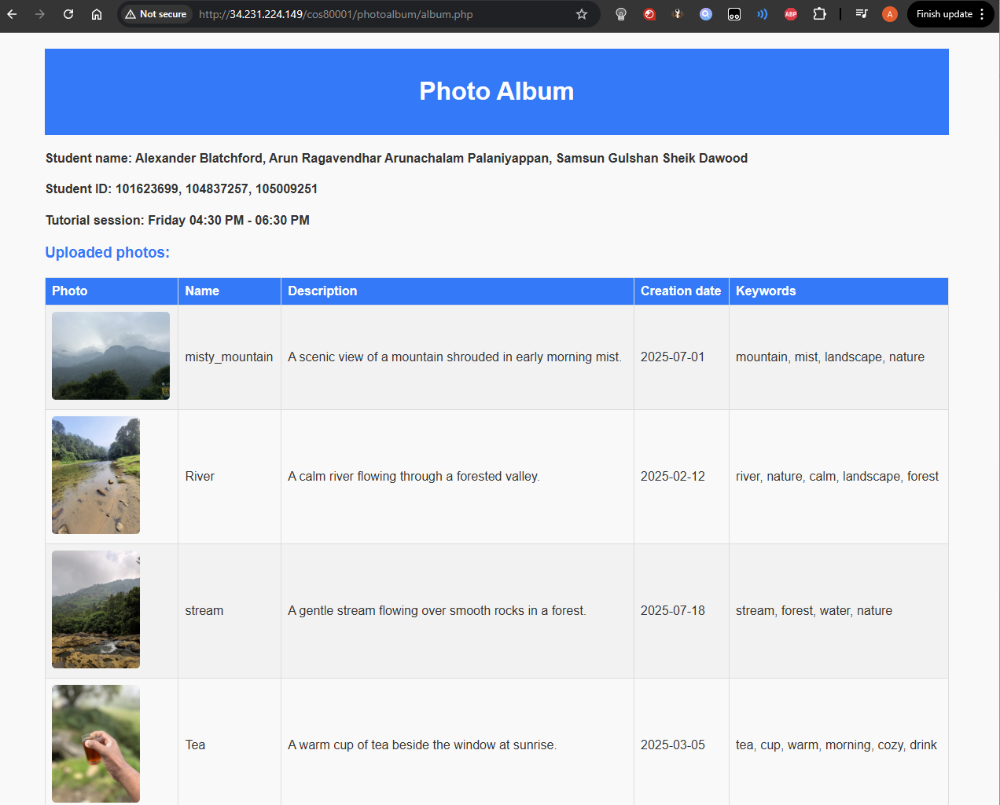 Not secure
http://34.231.224.149/cos80001/photoalbum/album.php
ABP
A
Finish update
Photo Album
Student name: Alexander Blatchford, Arun Ragavendhar Arunachalam Palaniyappan, Samsun Gulshan Sheik Dawood
Student ID: 101623699, 104837257, 105009251
Tutorial session: Friday 04:30 PM - 06:30 PM
Uploaded photos:
Photo Name Description Creation date Keywords
misty_mountain A scenic view of a mountain shrouded in early morning mist. 2025-07-01 mountain, mist, landscape, nature
River A calm river flowing through a forested valley. 2025-02-12 river, nature, calm, landscape, forest
stream A gentle stream flowing over smooth rocks in a forest. 2025-07-18 stream, forest, water, nature
Tea A warm cup of tea beside the window at sunrise. 2025-03-05 tea, cup, warm, morning, cozy, drink